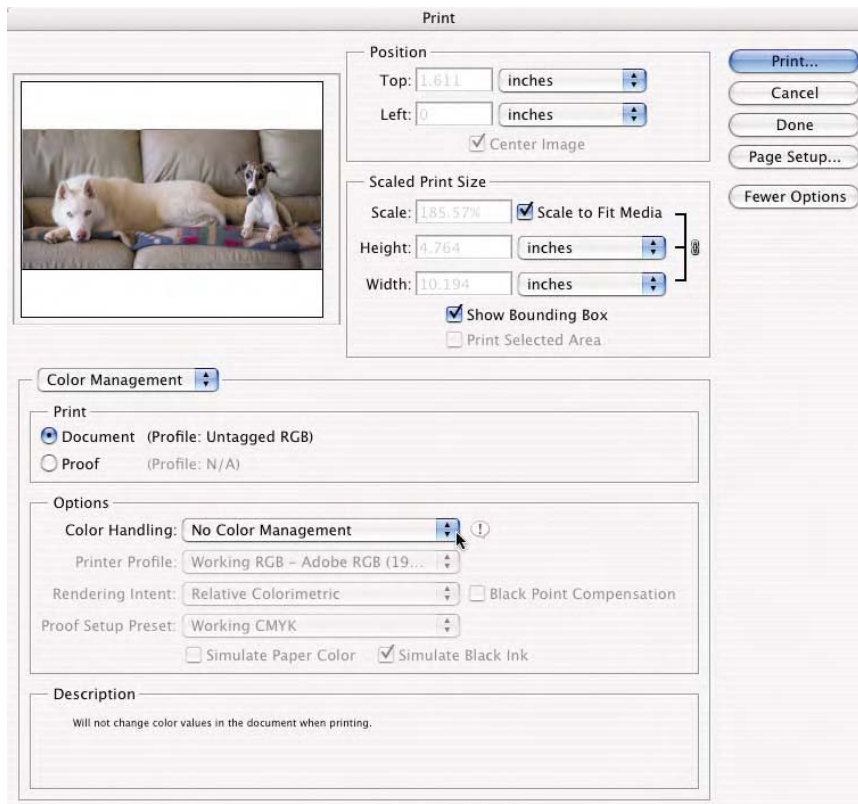 Print
Position
Top: 1.611 inches
Left: 0 inches
Center Image
Scaled Print Size
Scale: 185.57% Scale to Fit Media
Height: 4.764 inches
Width: 10.194 inches
Show Bounding Box
Print Selected Area
Print...
Cancel
Done
Page Setup...
Fewer Options
Color Management
Print
Document (Profile: Untagged RGB)
Proof (Profile: N/A)
Options
Color Handling: No Color Management
Printer Profile: Working RGB – Adobe RGB (19...
Rendering Intent: Relative Colorimetric Black Point Compensation
Proof Setup Preset: Working CMYK
Simulate Paper Color Simulate Black Ink
Description
Will not change color values in the document when printing.